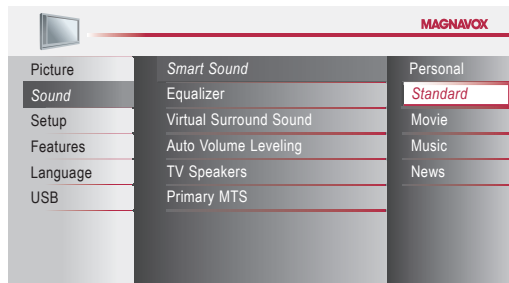 MAGNAVOX
Picture
Sound
Setup
Features
Language
USB
Smart Sound
Equalizer
Virtual Surround Sound
Auto Volume Leveling
TV Speakers
Primary MTS
Personal
Standard
Movie
Music
News